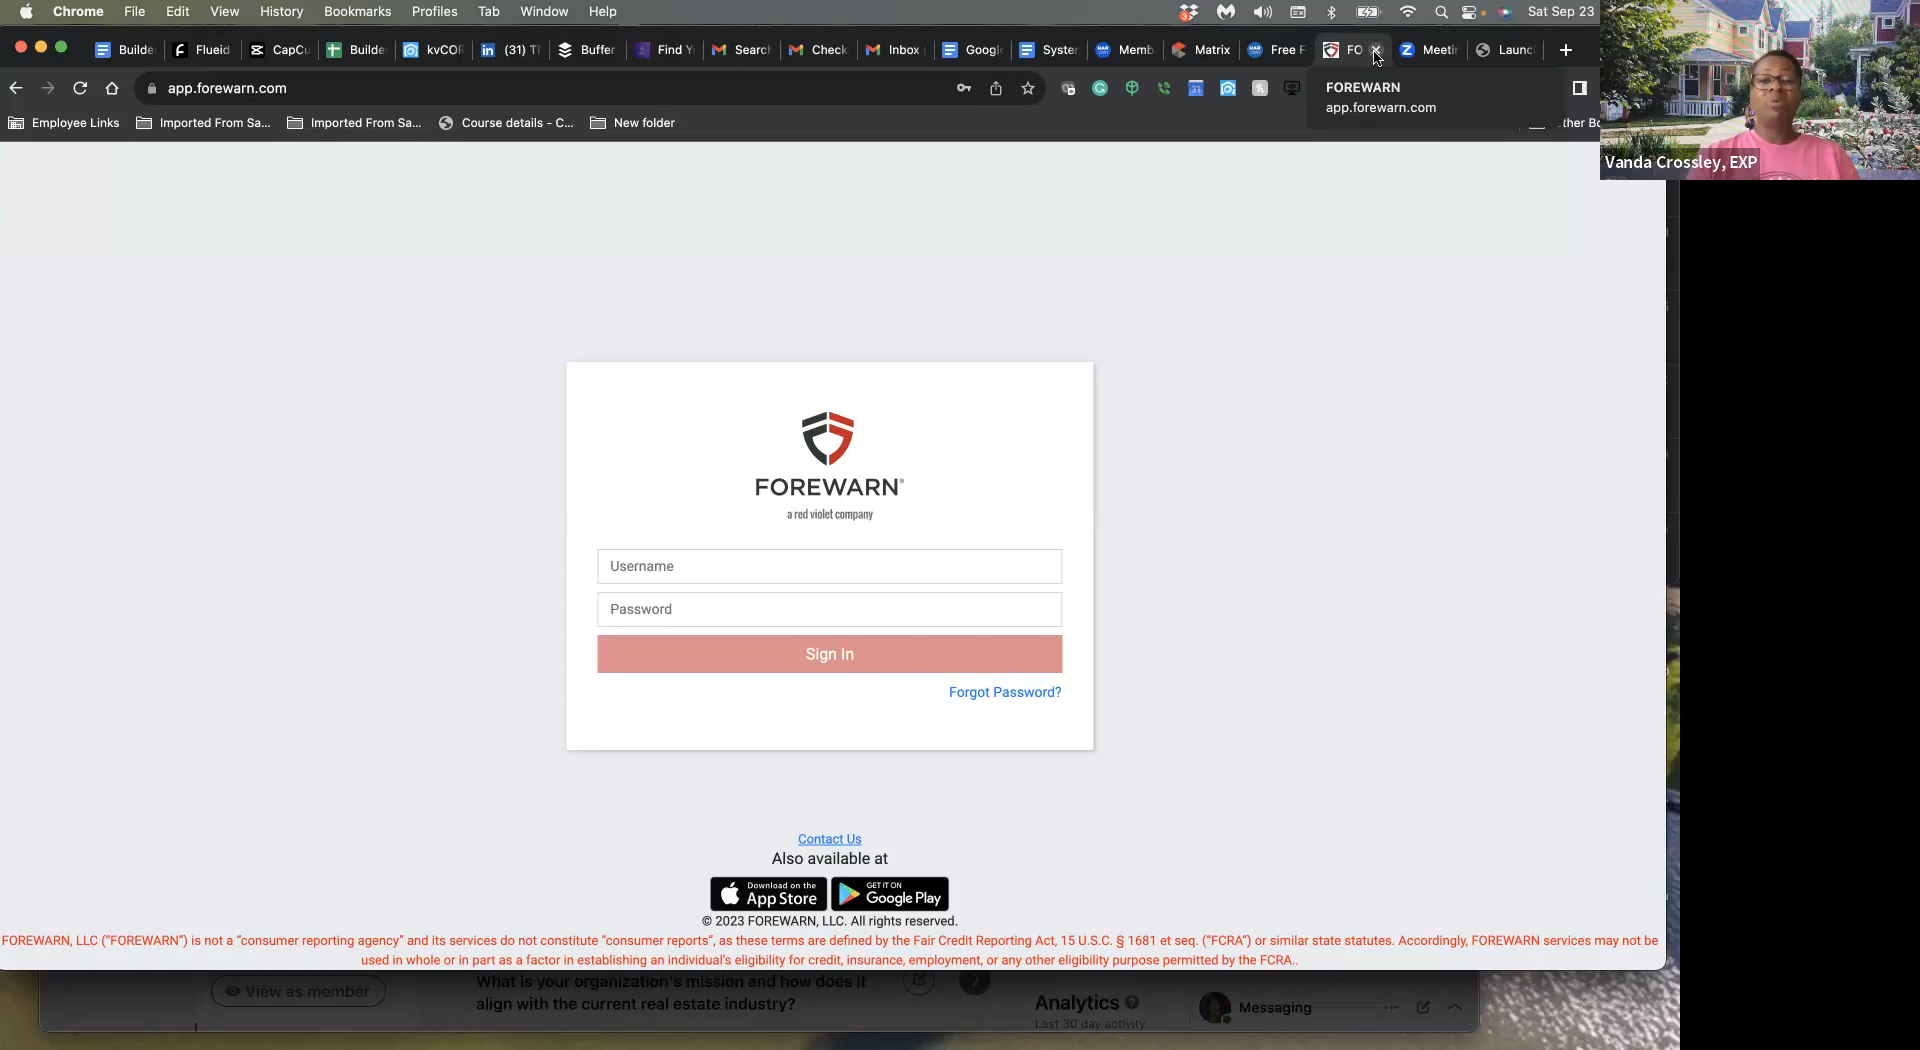 Chrome File Edit View History Bookmarks Profiles Tab Window Help
3
Sat Sep 23
Builde
Flueid
CapCu
Builde
kvCOR
(31) T
Buffer
Find Y
Search
Check
Inbox
Googl
Syster
Memb
Matrix
Free F
FO
Meetin
Launc
app.forewarn.com
31
FOREWARN
app.forewarn.com
Employee Links
Imported From Sa...
Imported From Sa...
Course details - C...
New folder
ther Bo
Vanda Crossley, EXP
FOREWARN®
a red violet company
Username
Password
Sign In
Forgot Password?
Contact Us
Also available at
Download on the
App Store
GET IT ON
Google Play
© 2023 FOREWARN, LLC. All rights reserved.
FOREWARN, LLC ("FOREWARN") is not a "consumer reporting agency" and its services do not constitute "consumer reports", as these terms are defined by the Fair Credit Reporting Act, 15 U.S.C. § 1681 et seq. ("FCRA") or similar state statutes. Accordingly, FOREWARN services may not be
used in whole or in part as a factor in establishing an individual's eligibility for credit, insurance, employment, or any other eligibility purpose permitted by the FCRA..
View as member
What is your organization's mission and how does it
align with the current real estate industry?
Analytics
Last 30 day activity
Messaging